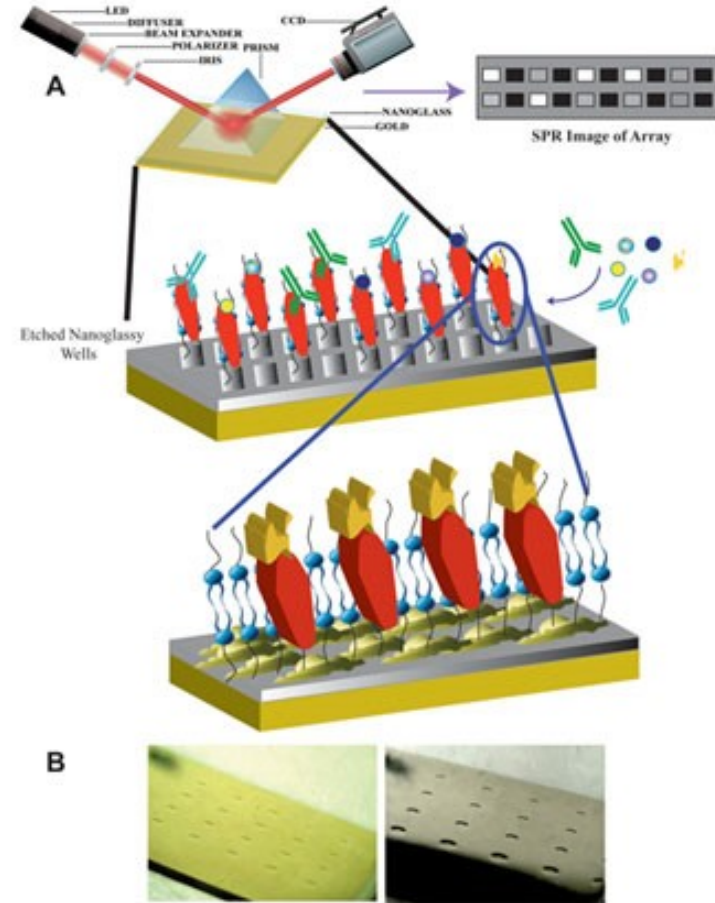 LED
DIFFUSER
BEAM EXPANDER
POLARIZER
PRISM
IRIS
CCD
A
NANOGLASS
GOLD
SPR Image of Array
Etched Nanoglassy
Wells
B